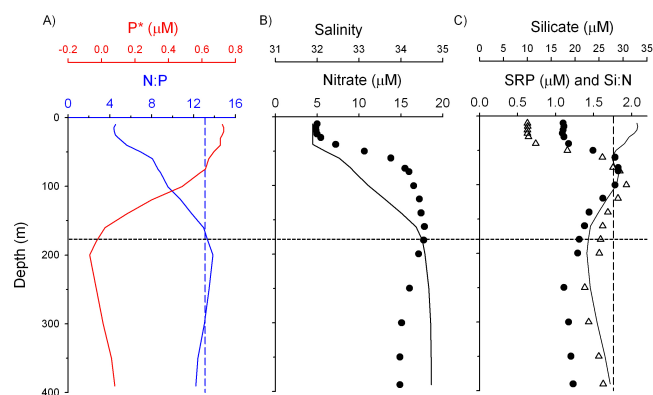 A)
P* (μM)
-0.2 0.0 0.2 0.4 0.6 0.8
N:P
0 4 8 12 16
B)
Salinity
31 32 33 34 35
Nitrate (μM)
0 5 10 15 20
C)
Silicate (μM)
0 5 10 15 20 25 30 35
SRP (μM) and Si:N
0.0 0.5 1.0 1.5 2.0
Depth (m)
0
100
200
300
400